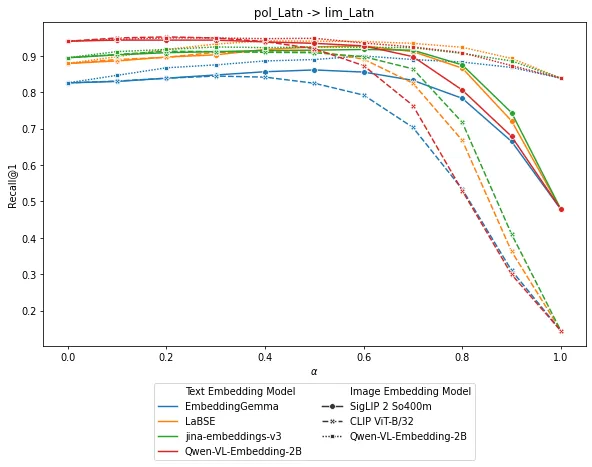 pol_Latn -> lim_Latn
Recall@1
0.9
0.8
0.7
0.6
0.5
0.4
0.3
0.2
0.0 0.2 0.4 0.6 0.8 1.0
α
Text Embedding Model Image Embedding Model
EmbeddingGemma SigLIP 2 So400m
LaBSE CLIP ViT-B/32
jina-embeddings-v3 Qwen-VL-Embedding-2B
Qwen-VL-Embedding-2B